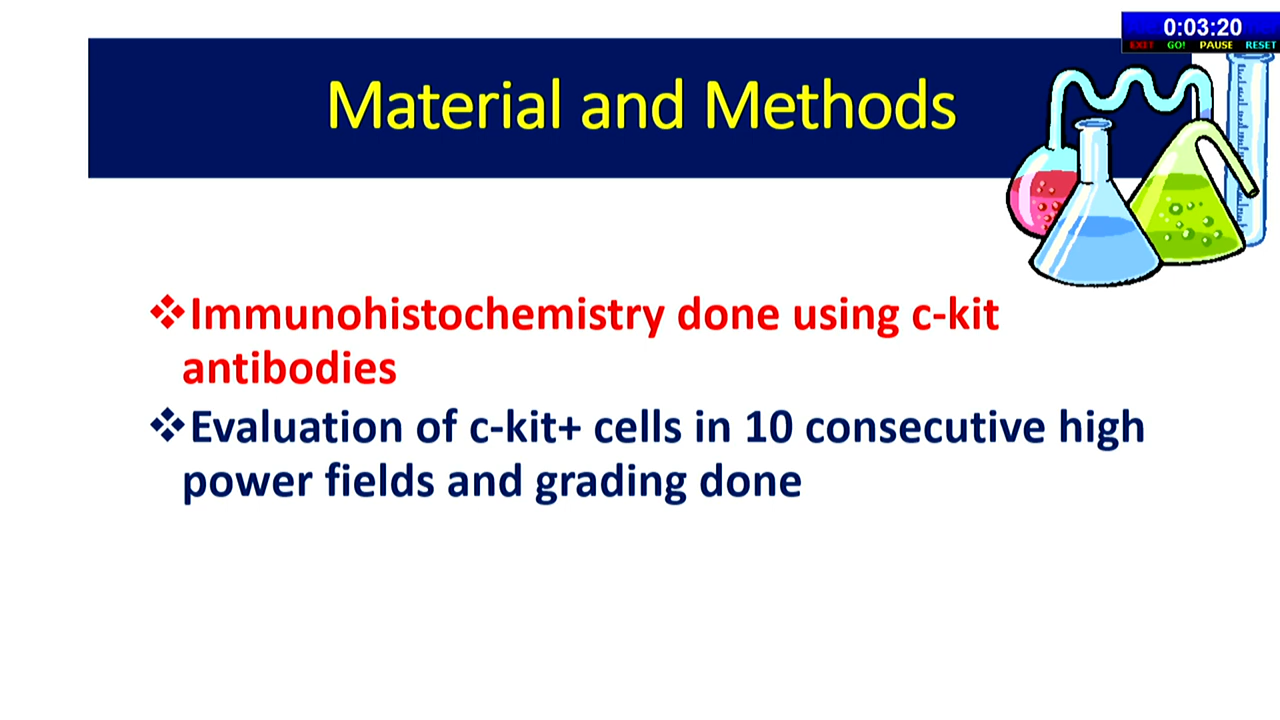 0:03:20
EXIT GO! PAUSE RESET
Material and Methods
❖Immunohistochemistry done using c-kit
antibodies
❖Evaluation of c-kit+ cells in 10 consecutive high
power fields and grading done